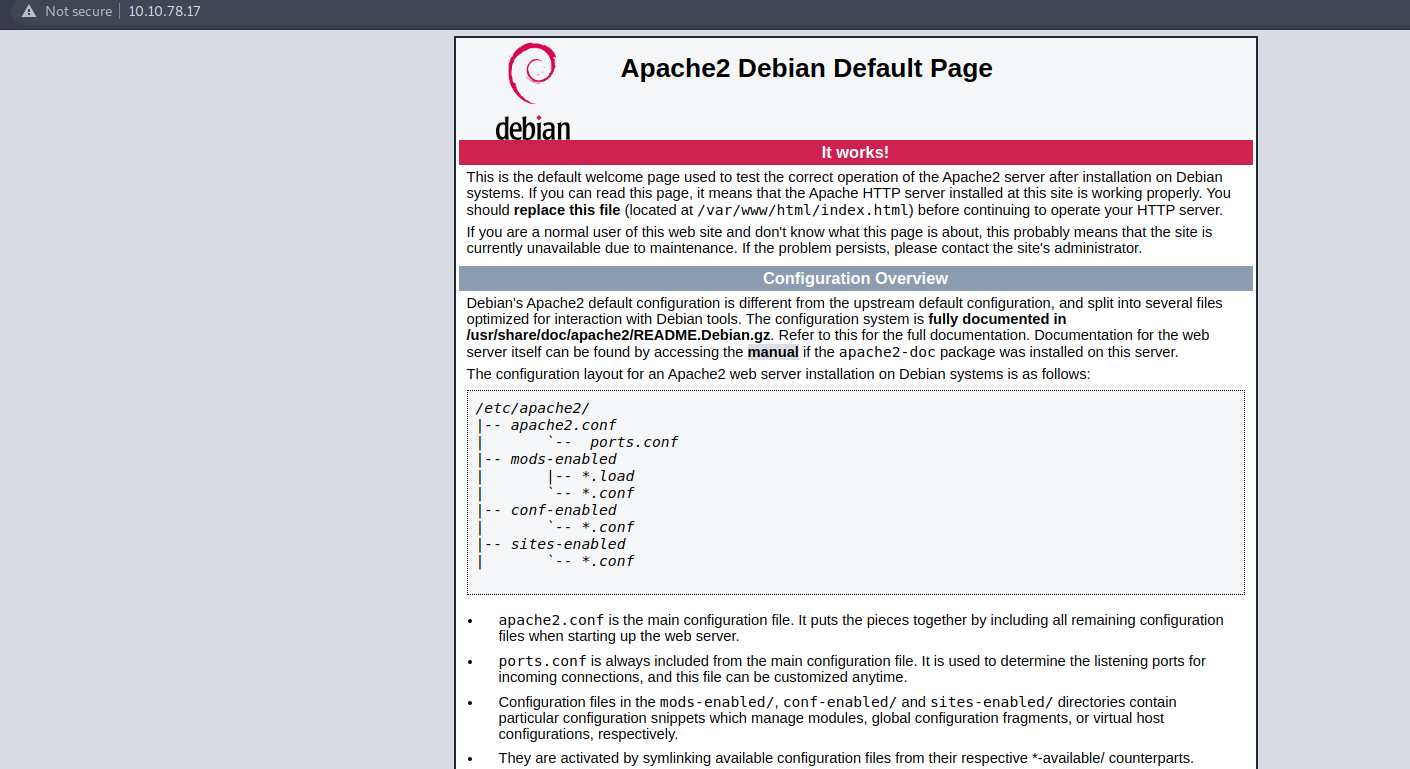 Not secure 10.10.78.17
debian
Apache2 Debian Default Page
It works!
This is the default welcome page used to test the correct operation of the Apache2 server after installation on Debian
systems. If you can read this page, it means that the Apache HTTP server installed at this site is working properly. You
should replace this file (located at /var/www/html/index.html) before continuing to operate your HTTP server.
If you are a normal user of this web site and don't know what this page is about, this probably means that the site is
currently unavailable due to maintenance. If the problem persists, please contact the site's administrator.
Configuration Overview
Debian's Apache2 default configuration is different from the upstream default configuration, and split into several files
optimized for interaction with Debian tools. The configuration system is fully documented in
/usr/share/doc/apache2/README.Debian.gz. Refer to this for the full documentation. Documentation for the web
server itself can be found by accessing the manual if the apache2-doc package was installed on this server.
The configuration layout for an Apache2 web server installation on Debian systems is as follows:
/etc/apache2/
|-- apache2.conf
|       `--  ports.conf
|-- mods-enabled
|       |-- *.load
|       `-- *.conf
|-- conf-enabled
|       `-- *.conf
|-- sites-enabled
|       `-- *.conf
• apache2.conf is the main configuration file. It puts the pieces together by including all remaining configuration
files when starting up the web server.
• ports.conf is always included from the main configuration file. It is used to determine the listening ports for
incoming connections, and this file can be customized anytime.
• Configuration files in the mods-enabled/, conf-enabled/ and sites-enabled/ directories contain
particular configuration snippets which manage modules, global configuration fragments, or virtual host
configurations, respectively.
• They are activated by symlinking available configuration files from their respective *-available/ counterparts.